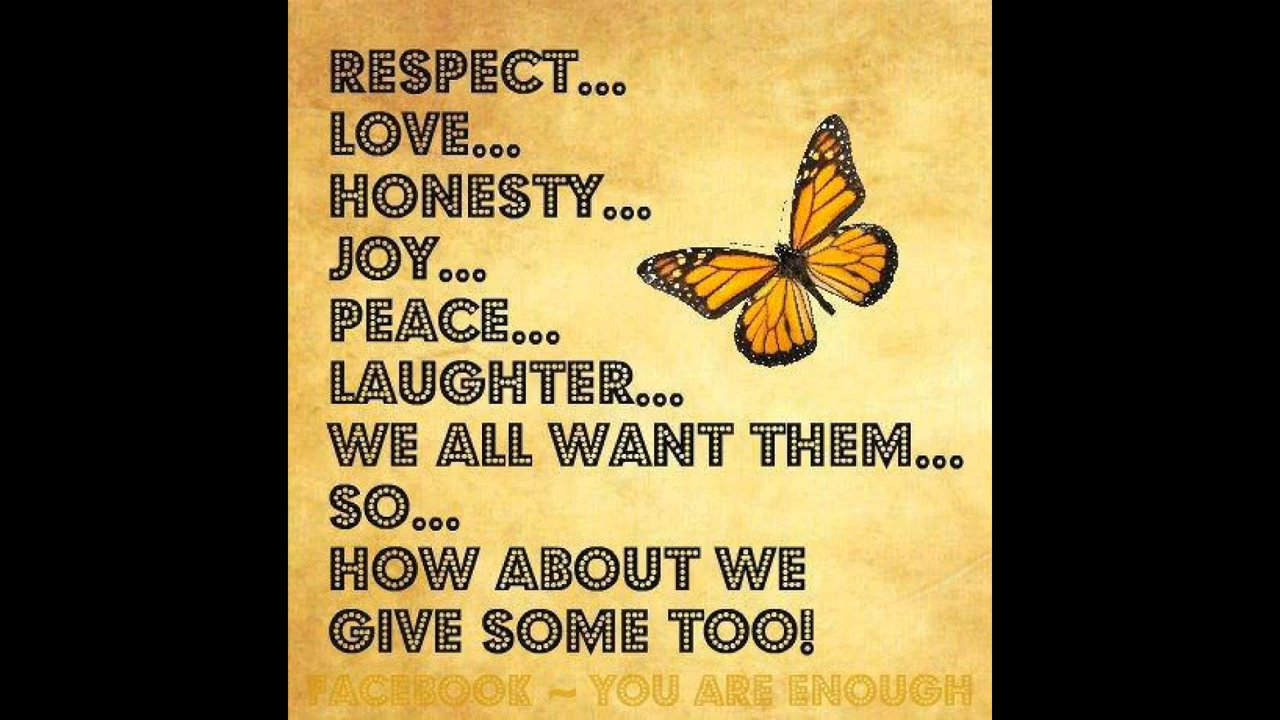 RESPECT...
LOVE...
HONESTY...
JOY...
PEACE...
LAUGHTER...
WE ALL WANT THEM...
SO...
HOW ABOUT WE
GIVE SOME TOO!
FACEBOOK ~ YOU ARE ENOUGH